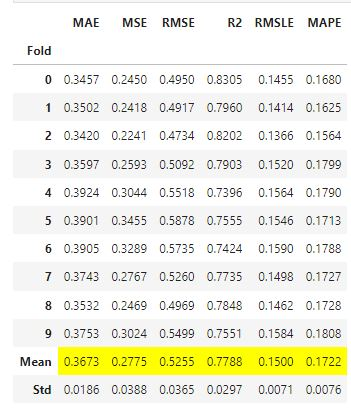 MAE MSE RMSE R2 RMSLE MAPE
Fold
0 0.3457 0.2450 0.4950 0.8305 0.1455 0.1680
1 0.3502 0.2418 0.4917 0.7960 0.1414 0.1625
2 0.3420 0.2241 0.4734 0.8202 0.1366 0.1564
3 0.3597 0.2593 0.5092 0.7903 0.1520 0.1799
4 0.3924 0.3044 0.5518 0.7396 0.1564 0.1790
5 0.3901 0.3455 0.5878 0.7555 0.1546 0.1713
6 0.3905 0.3289 0.5735 0.7424 0.1590 0.1788
7 0.3743 0.2767 0.5260 0.7735 0.1498 0.1727
8 0.3532 0.2469 0.4969 0.7848 0.1462 0.1728
9 0.3753 0.3024 0.5499 0.7551 0.1584 0.1808
Mean 0.3673 0.2775 0.5255 0.7788 0.1500 0.1722
Std 0.0186 0.0388 0.0365 0.0297 0.0071 0.0076